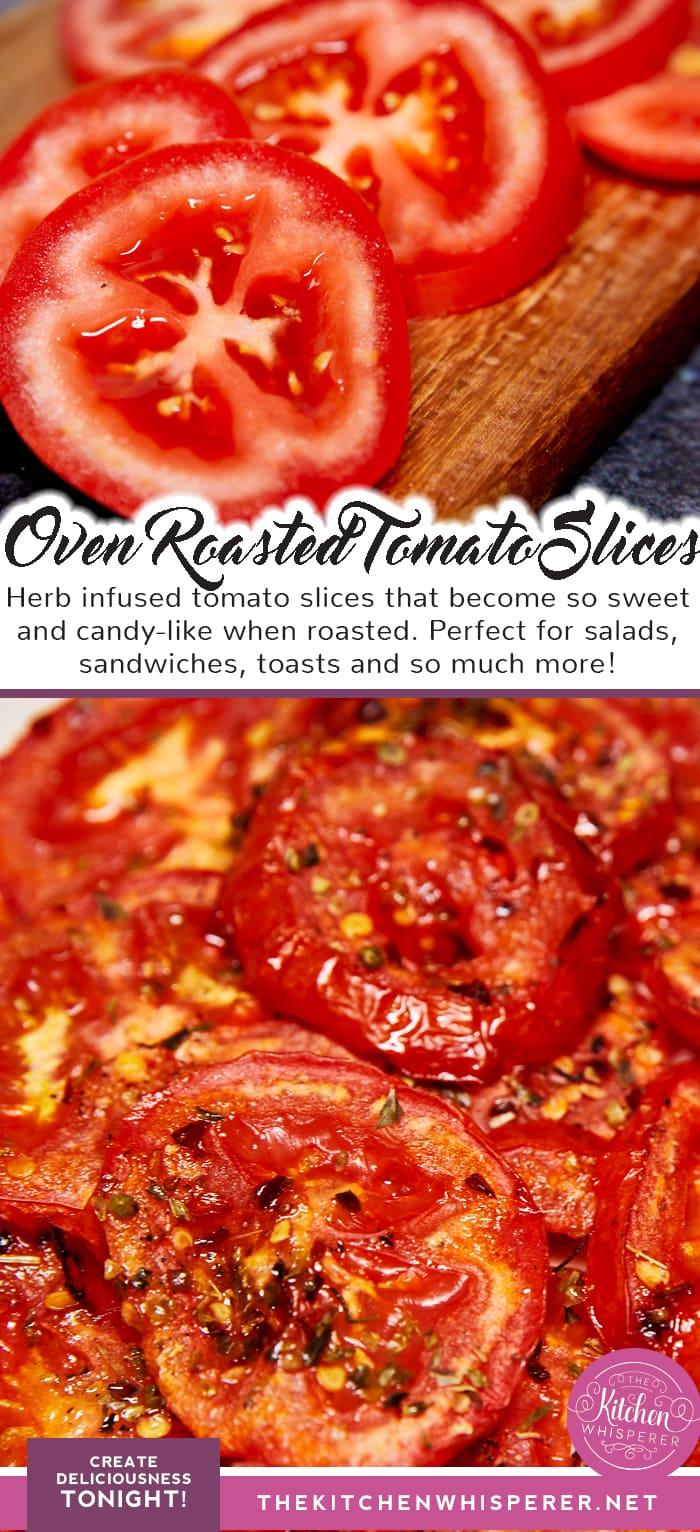 Oven Roasted Tomato Slices
Herb infused tomato slices that become so sweet
and candy-like when roasted. Perfect for salads,
sandwiches, toasts and so much more!
THE
Kitchen
WHISPERER
CREATE
DELICIOUSNESS
TONIGHT!
THEKITCHENWHISPERER.NET